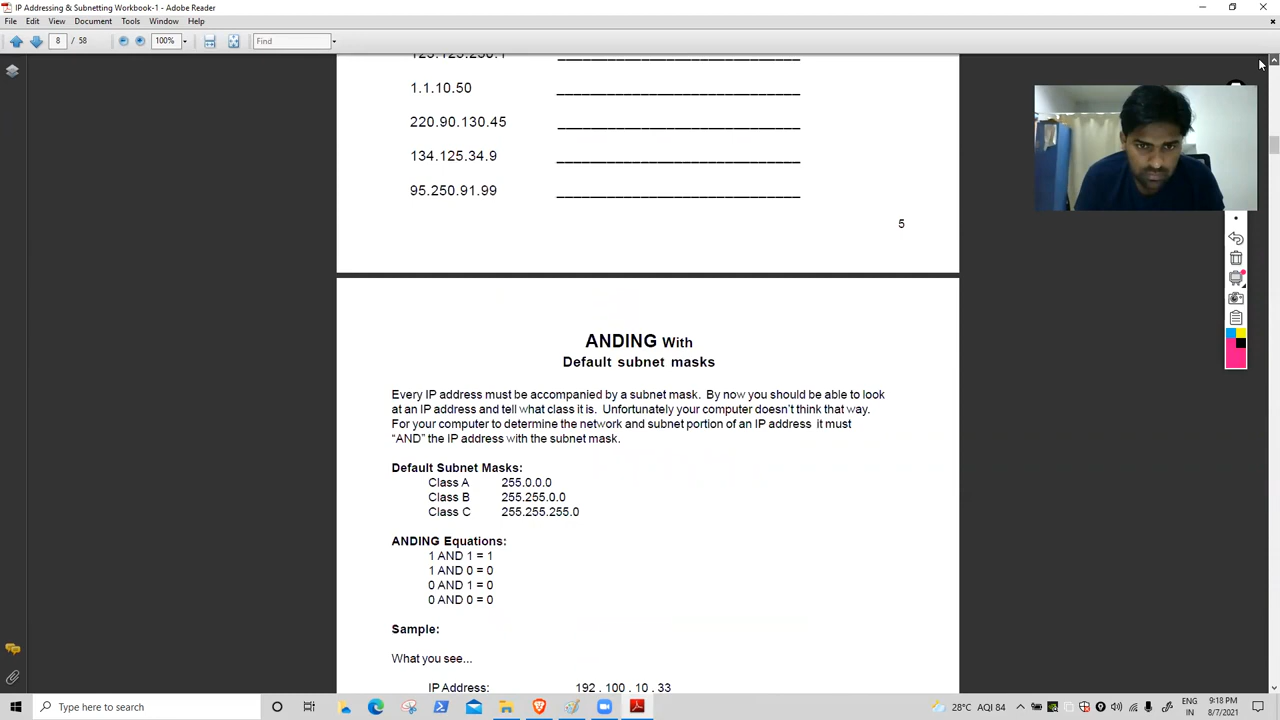 IP Addressing & Subnetting Workbook-1 - Adobe Reader
File Edit View Document Tools Window Help
8 / 58 100% Find
1.1.10.50 ____________________________
220.90.130.45 ____________________________
134.125.34.9 ____________________________
95.250.91.99 ____________________________
5
ANDING With
Default subnet masks
Every IP address must be accompanied by a subnet mask. By now you should be able to look
at an IP address and tell what class it is. Unfortunately your computer doesn't think that way.
For your computer to determine the network and subnet portion of an IP address it must
"AND" the IP address with the subnet mask.
Default Subnet Masks:
Class A 255.0.0.0
Class B 255.255.0.0
Class C 255.255.255.0
ANDING Equations:
1 AND 1 = 1
1 AND 0 = 0
0 AND 1 = 0
0 AND 0 = 0
Sample:
What you see...
IP Address: 192 . 100 . 10 . 33
Type here to search
28°C AQI 84
ENG
IN
9:18 PM
8/7/2021